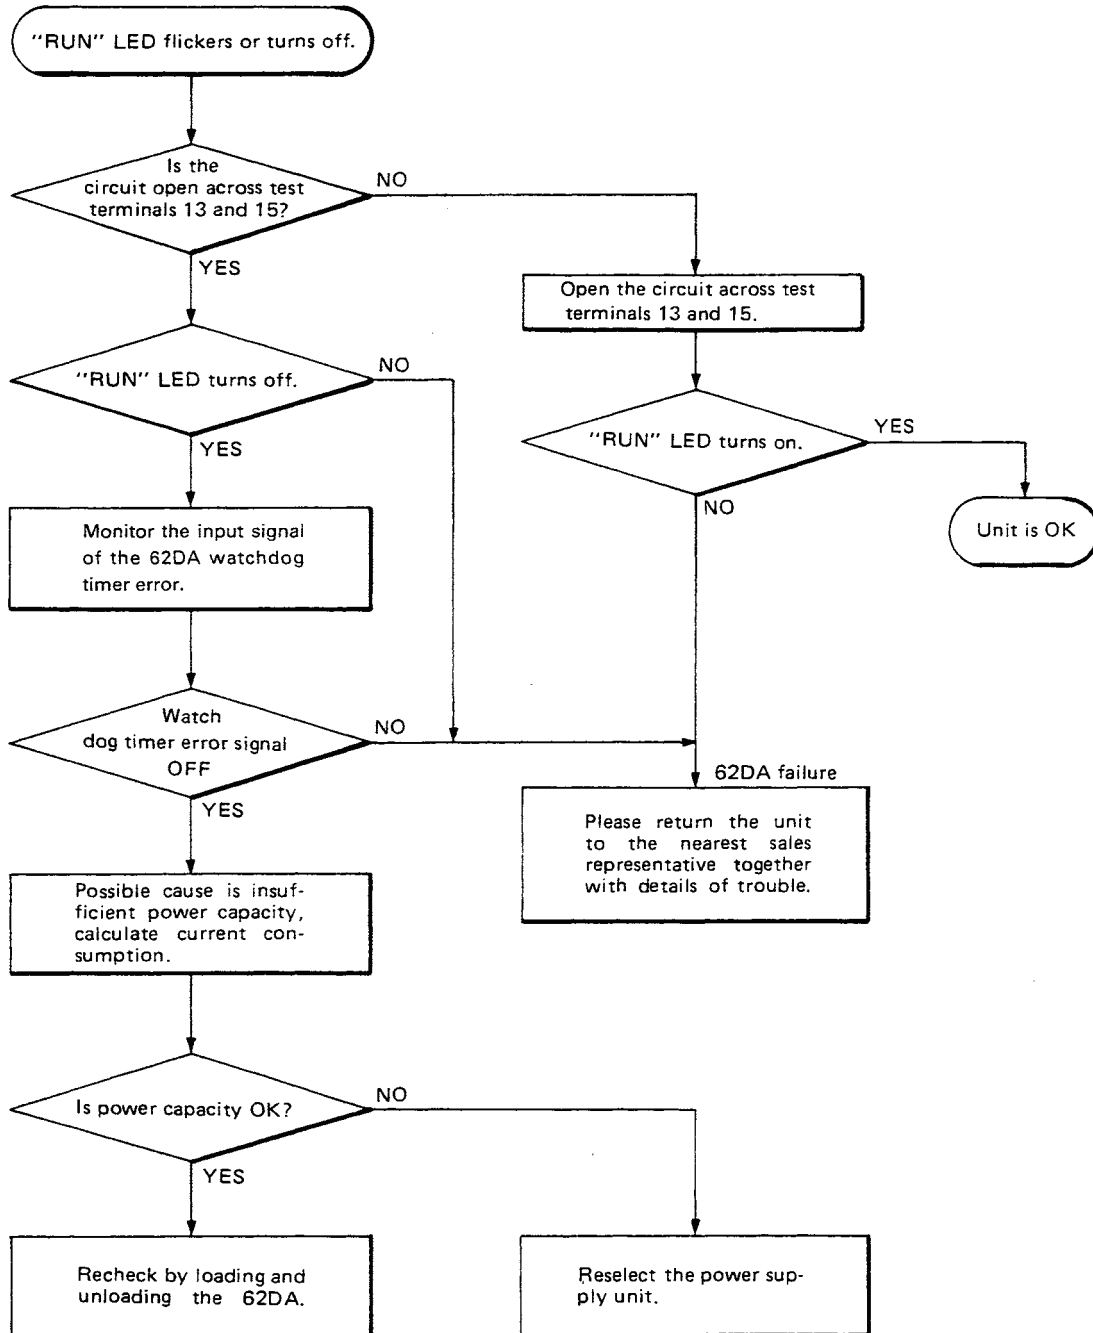 "RUN" LED flickers or turns off.
Is the
circuit open across test
terminals 13 and 15?
NO
YES
Open the circuit across test
terminals 13 and 15.
"RUN" LED turns off.
NO
YES
"RUN" LED turns on.
YES
NO
Unit is OK
Monitor the input signal
of the 62DA watchdog
timer error.
Watch
dog timer error signal
OFF
NO
YES
62DA failure
Please return the unit
to the nearest sales
representative together
with details of trouble.
Possible cause is insuf-
ficient power capacity,
calculate current con-
sumption.
Is power capacity OK?
NO
YES
Recheck by loading and
unloading the 62DA.
Reselect the power sup-
ply unit.